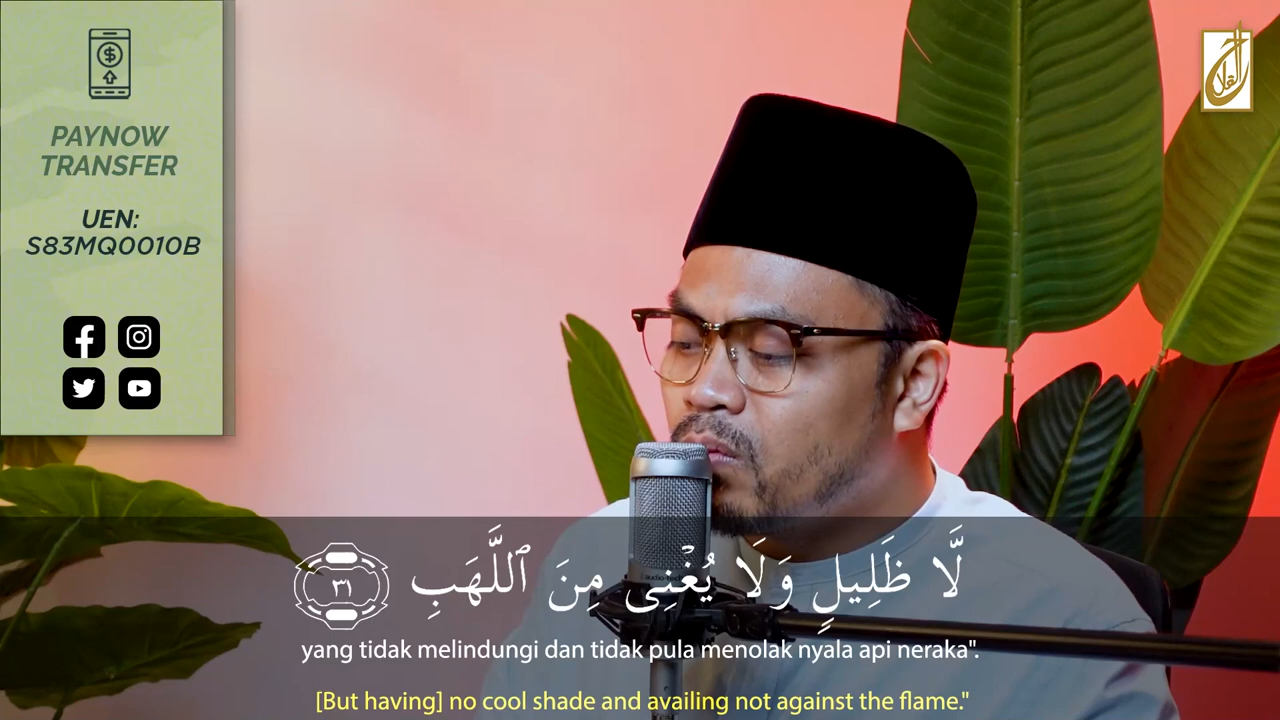 PAYNOW
TRANSFER
UEN:
S83MQ0010B
لَّا ظَلِيلٍ وَلَا يُغْنِى مِنَ ٱللَّهَبِ ٣١
yang tidak melindungi dan tidak pula menolak nyala api neraka".
[But having] no cool shade and availing not against the flame."